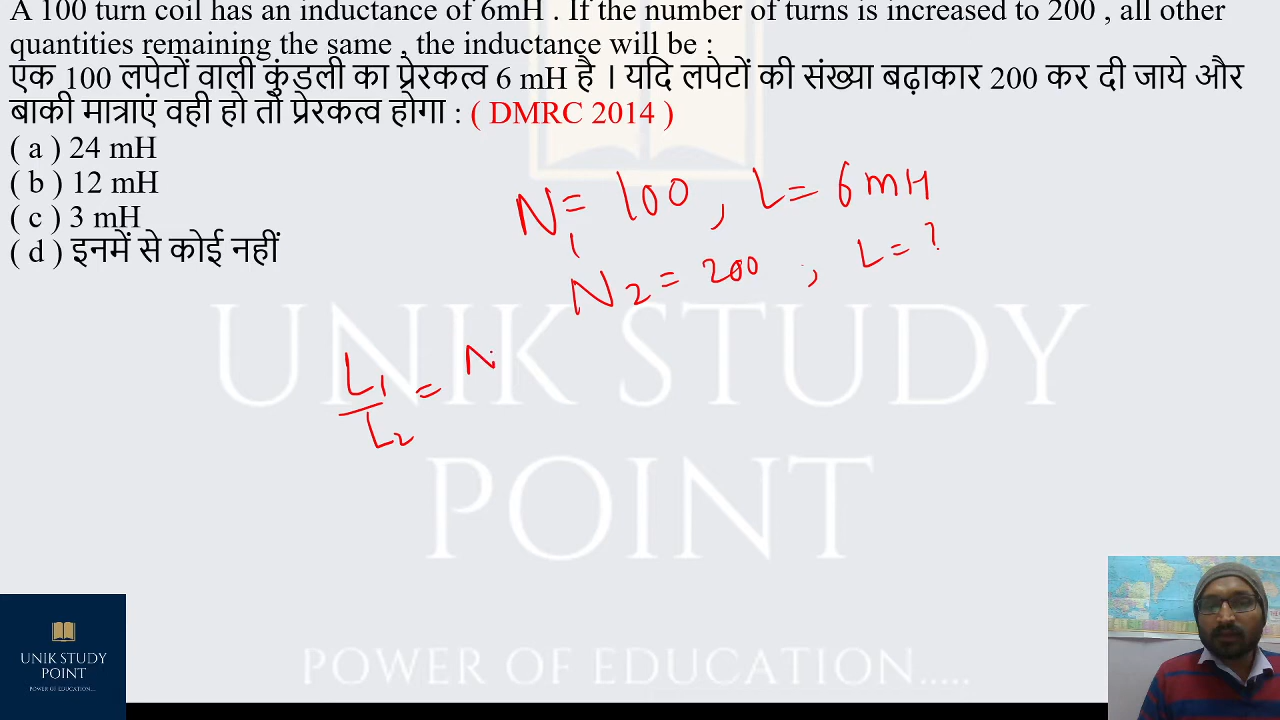 A 100 turn coil has an inductance of 6mH . If the number of turns is increased to 200 , all other
quantities remaining the same , the inductance will be :
एक 100 लपेटों वाली कुंडली का प्रेरकत्व 6 mH है । यदि लपेटों की संख्या बढ़ाकार 200 कर दी जाये और
बाकी मात्राएं वही हो तो प्रेरकत्व होगा : ( DMRC 2014 )
( a ) 24 mH
( b ) 12 mH
( c ) 3 mH
( d ) इनमें से कोई नहीं
N1 = 100 , L = 6 mH
N2 = 200 , L = ?
L1/L2 = N
UNIK STUDY
POINT
POWER OF EDUCATION.....
UNIK STUDY
POINT
POWER OF EDUCATION....